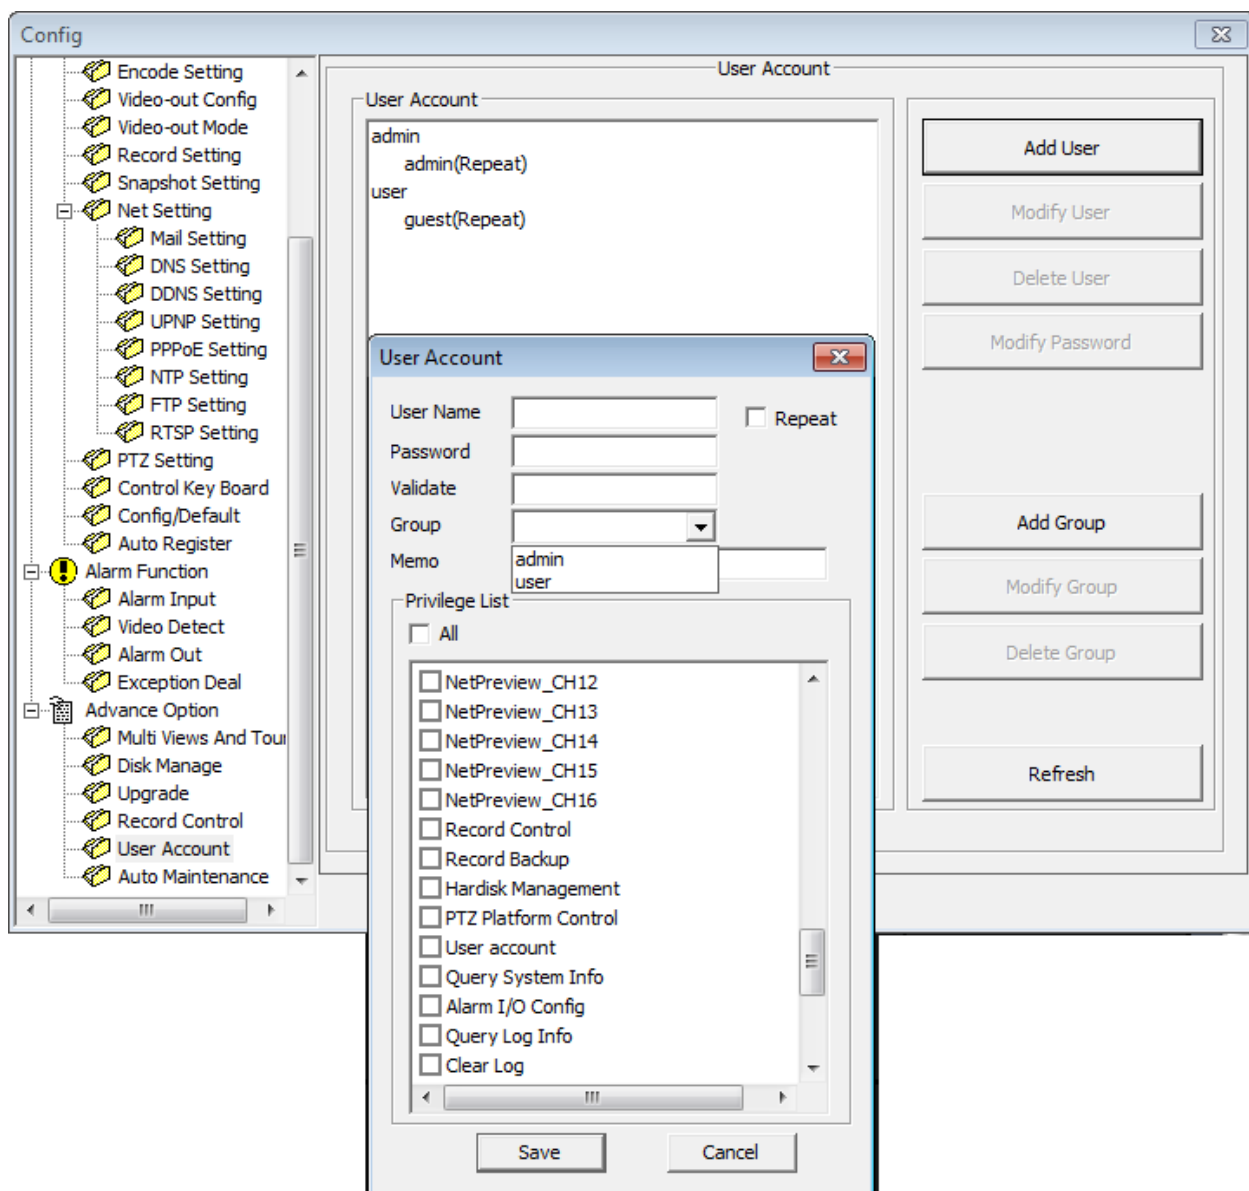 Config
Encode Setting
Video-out Config
Video-out Mode
Record Setting
Snapshot Setting
Net Setting
Mail Setting
DNS Setting
DDNS Setting
UPNP Setting
PPPoE Setting
NTP Setting
FTP Setting
RTSP Setting
PTZ Setting
Control Key Board
Config/Default
Auto Register
Alarm Function
Alarm Input
Video Detect
Alarm Out
Exception Deal
Advance Option
Multi Views And Tour
Disk Manage
Upgrade
Record Control
User Account
Auto Maintenance
User Account
User Account
admin
admin(Repeat)
user
guest(Repeat)
Add User
Modify User
Delete User
Modify Password
Add Group
Modify Group
Delete Group
Refresh
User Account
User Name
Repeat
Password
Validate
Group
Memo
admin
user
Privilege List
All
NetPreview_CH12
NetPreview_CH13
NetPreview_CH14
NetPreview_CH15
NetPreview_CH16
Record Control
Record Backup
Hardisk Management
PTZ Platform Control
User account
Query System Info
Alarm I/O Config
Query Log Info
Clear Log
Save
Cancel